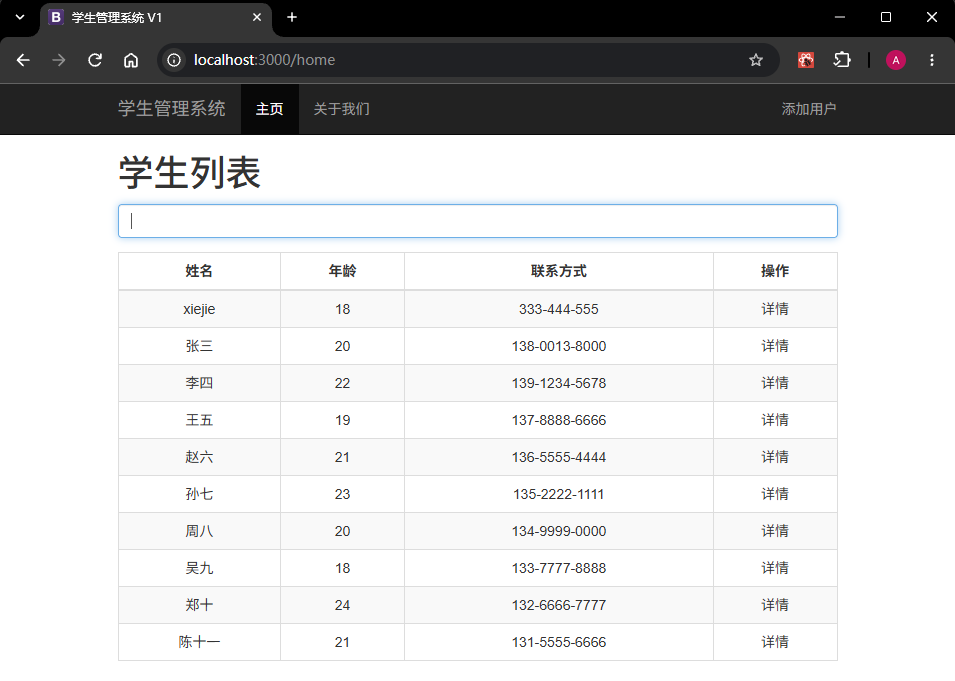 B 学生管理系统 V1
localhost:3000/home
A
学生管理系统 主页 关于我们 添加用户
学生列表
姓名 年龄 联系方式 操作
xiejie 18 333-444-555 详情
张三 20 138-0013-8000 详情
李四 22 139-1234-5678 详情
王五 19 137-8888-6666 详情
赵六 21 136-5555-4444 详情
孙七 23 135-2222-1111 详情
周八 20 134-9999-0000 详情
吴九 18 133-7777-8888 详情
郑十 24 132-6666-7777 详情
陈十一 21 131-5555-6666 详情